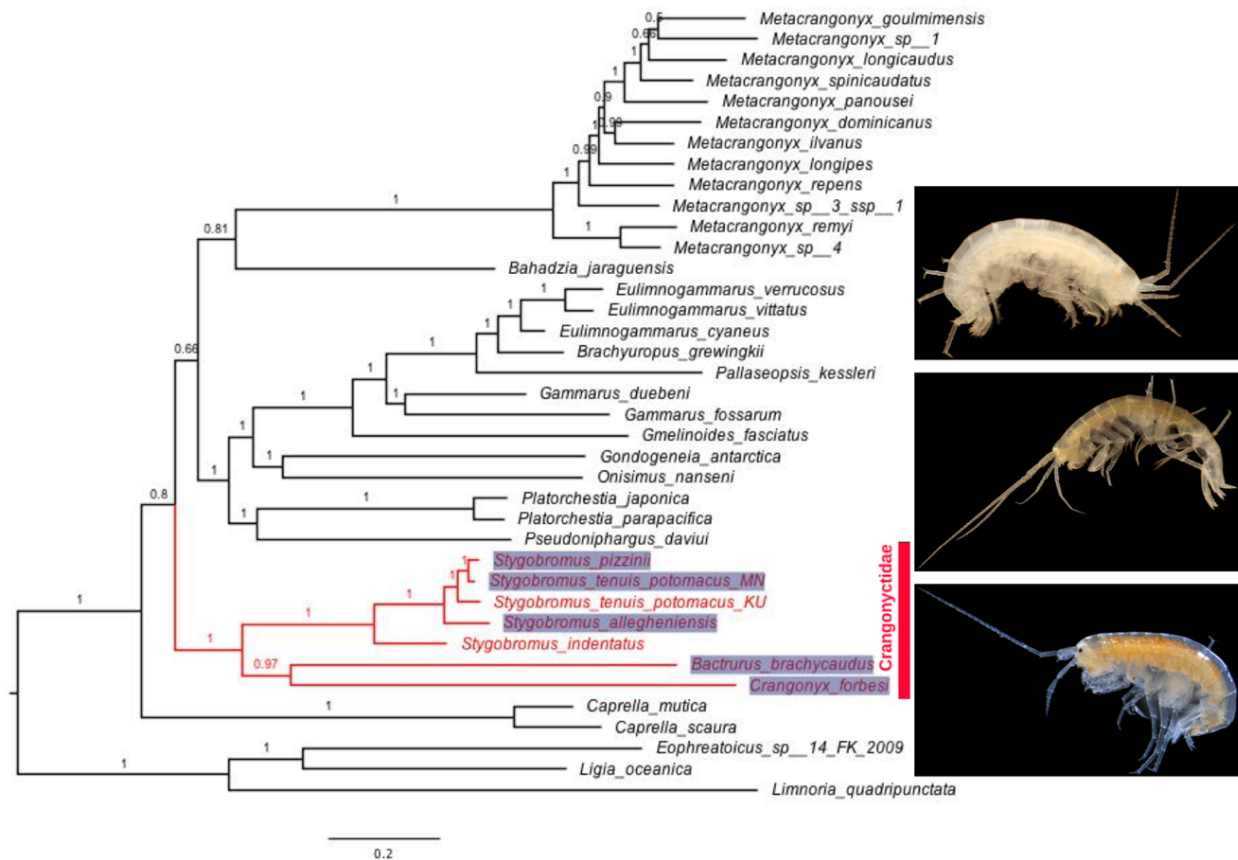 0.5
Metacrangonyx_goulmimensis
0.66
Metacrangonyx_sp__1
1
Metacrangonyx_longicaudus
1
Metacrangonyx_spinicaudatus
0.9
Metacrangonyx_panousei
0.99
Metacrangonyx_dominicanus
1
Metacrangonyx_ilvanus
0.99
Metacrangonyx_longipes
1
Metacrangonyx_repens
1
Metacrangonyx_sp__3_ssp__1
0.81
1
Metacrangonyx_remyi
Metacrangonyx_sp__4
Bahadzia_jaraguensis
1
Eulimnogammarus_verrucosus
1
Eulimnogammarus_vittatus
1
Eulimnogammarus_cyaneus
1
Brachyuropus_grewingkii
0.66
1
Pallaseopsis_kessleri
1
1
Gammarus_duebeni
1
Gammarus_fossarum
Gmelinoides_fasciatus
1
1
Gondogeneia_antarctica
Onisimus_nanseni
1
1
Platorchestia_japonica
0.8
Platorchestia_parapacifica
Pseudoniphargus_daviui
1
Stygobromus_pizzinii
1
Stygobromus_tenuis_potomacus_MN
1
1
Stygobromus_tenuis_potomacus_KU
1
Stygobromus_allegheniensis
1
Stygobromus_indentatus
0.97
Bactrurus_brachycaudus
Crangonyx_forbesi
Crangonyctidae
1
Caprella_mutica
Caprella_scaura
1
1
Eophreatoicus_sp__14_FK_2009
Ligia_oceanica
Limnoria_quadripunctata
0.2